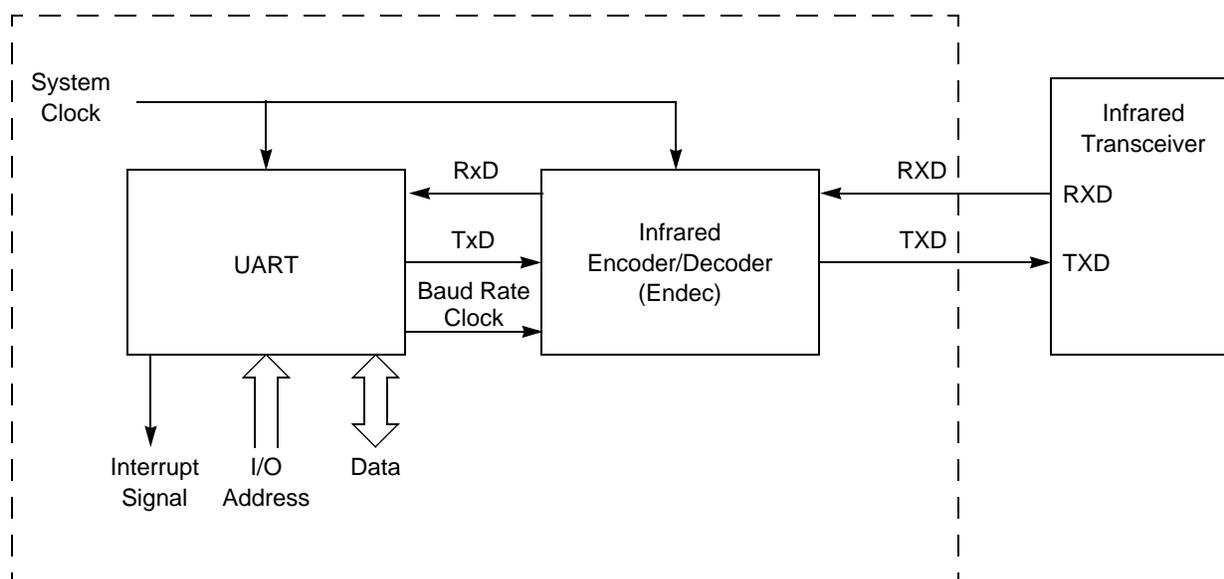 System
Clock
Infrared
Transceiver
RxD
RXD
RXD
UART
TxD
Infrared
Encoder/Decoder
(Endec)
TXD
TXD
Baud Rate
Clock
Interrupt
Signal
I/O
Address
Data